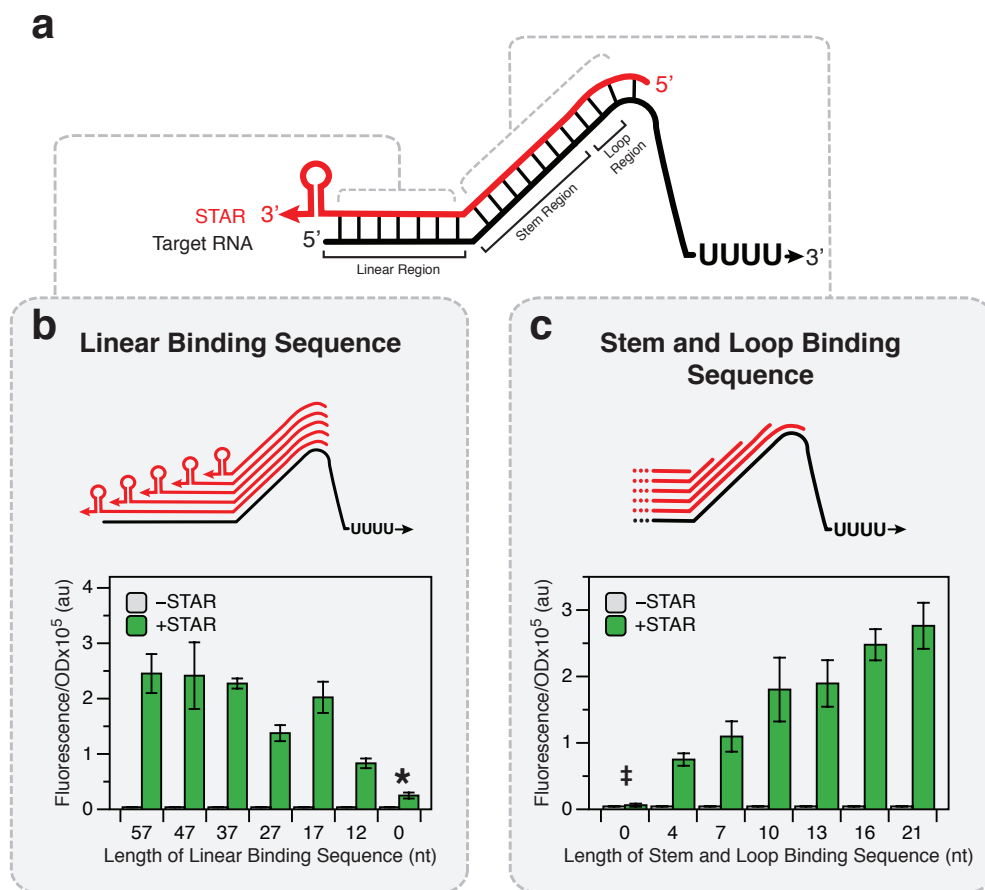 a
5’
Loop
Region
Stem Region
STAR 3’
Target RNA 5’
Linear Region
UUUU 3’
b
Linear Binding Sequence
UUUU
4
3
2
1
0
Fluorescence/ODx10⁵ (au)
–STAR
+STAR
*
57 47 37 27 17 12 0
Length of Linear Binding Sequence (nt)
c
Stem and Loop Binding
Sequence
UUUU
3
2
1
0
Fluorescence/ODx10⁵ (au)
–STAR
+STAR
‡
0 4 7 10 13 16 21
Length of Stem and Loop Binding Sequence (nt)